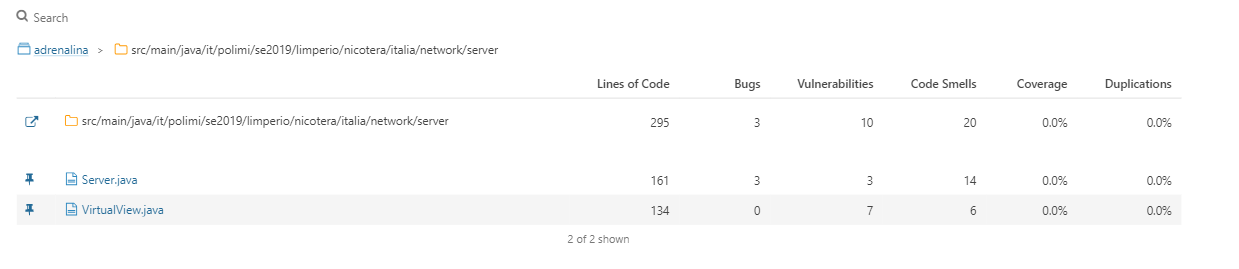 Search
adrenalina > src/main/java/it/polimi/se2019/limperio/nicotera/italia/network/server
Lines of Code Bugs Vulnerabilities Code Smells Coverage Duplications
src/main/java/it/polimi/se2019/limperio/nicotera/italia/network/server 295 3 10 20 0.0% 0.0%
Server.java 161 3 3 14 0.0% 0.0%
VirtualView.java 134 0 7 6 0.0% 0.0%
2 of 2 shown